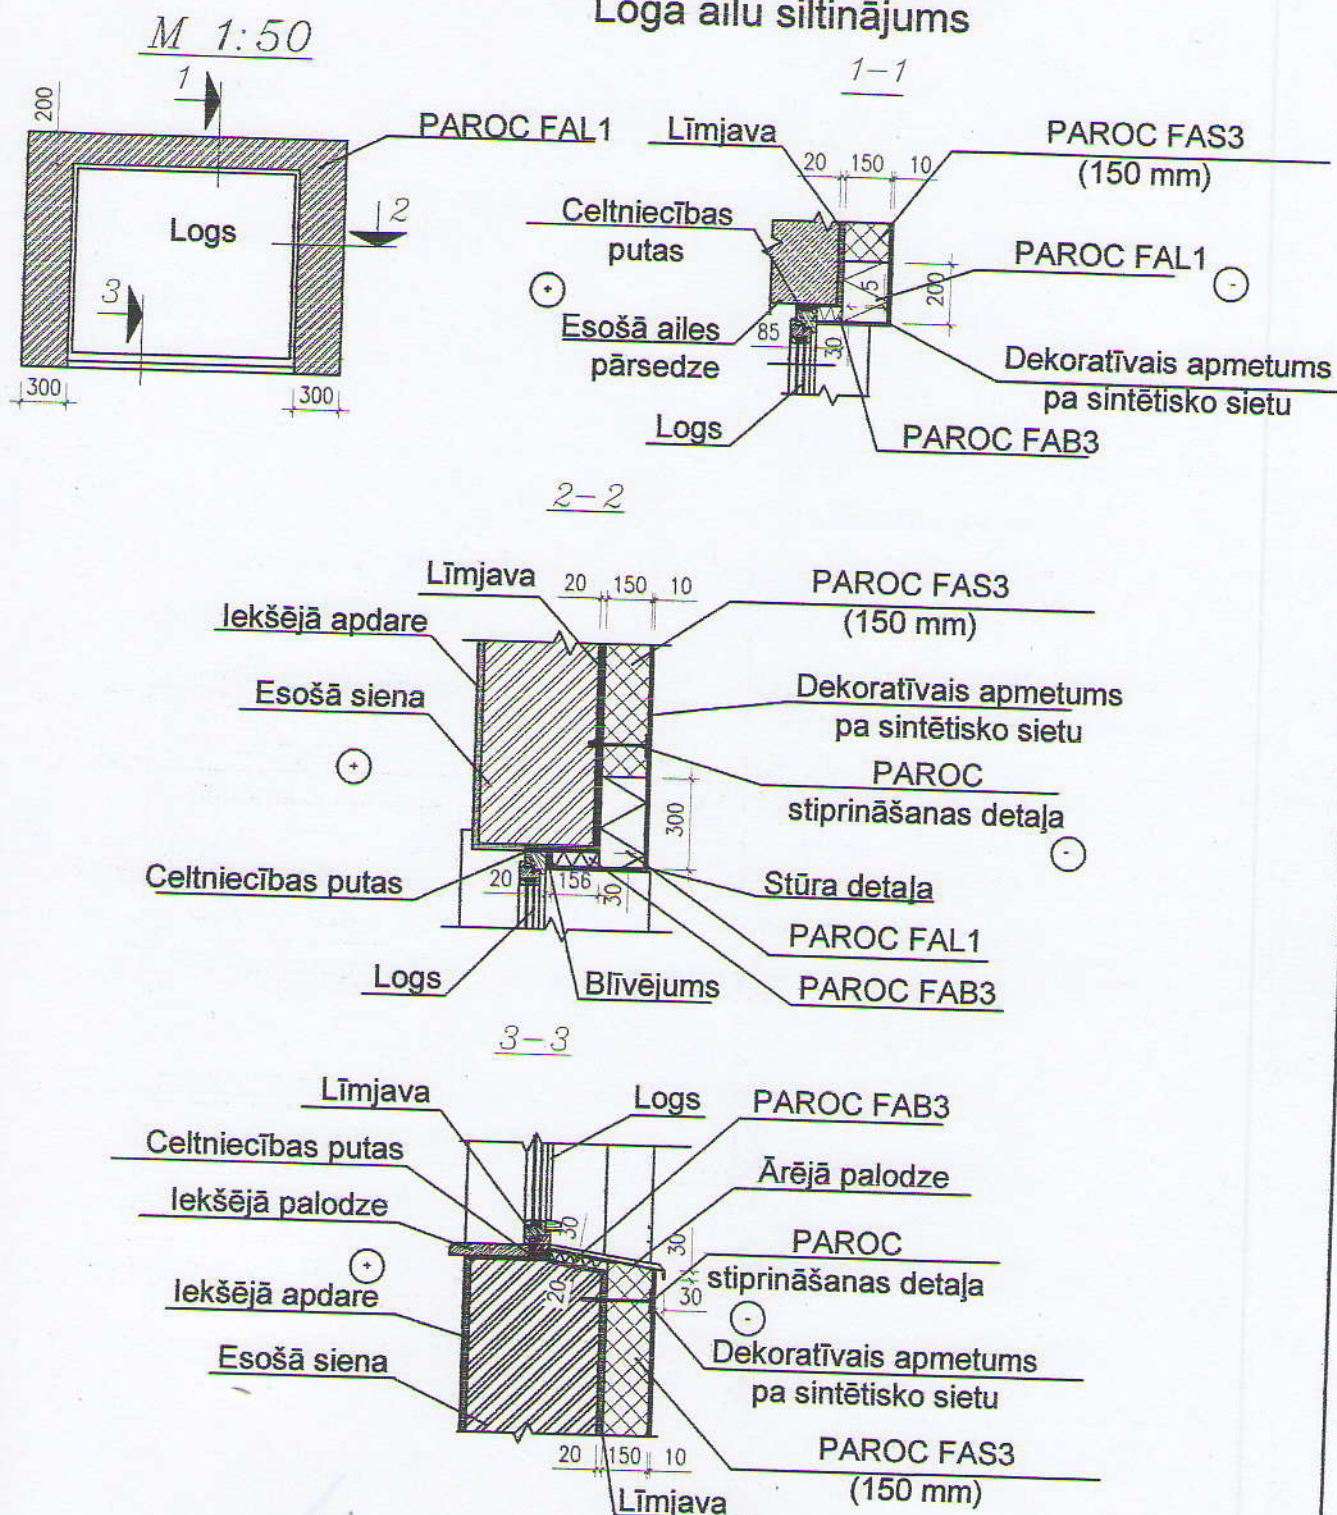 Loga ailu siltinājums
M 1:50
1
200
PAROC FAL1
Logs
2
3
300
300
1-1
Līmjava
PAROC FAS3
(150 mm)
20 150 10
Celtniecības
putas
PAROC FAL1
+
-
5
200
Esošā ailes
pārsedze
85
30
Dekoratīvais apmetums
pa sintētisko sietu
Logs
PAROC FAB3
2-2
Līmjava
20 150 10
PAROC FAS3
(150 mm)
Iekšējā apdare
Esošā siena
Dekoratīvais apmetums
pa sintētisko sietu
+
PAROC
stiprināšanas detaļa
300
-
Celtniecības putas
20
156
30
Stūra detaļa
PAROC FAL1
Logs
Blīvējums
PAROC FAB3
3-3
Līmjava
Logs
PAROC FAB3
Celtniecības putas
Ārējā palodze
Iekšējā palodze
30
30
PAROC
stiprināšanas detaļa
+
20
30
-
Iekšējā apdare
Esošā siena
Dekoratīvais apmetums
pa sintētisko sietu
20 150 10
PAROC FAS3
(150 mm)
Līmjava